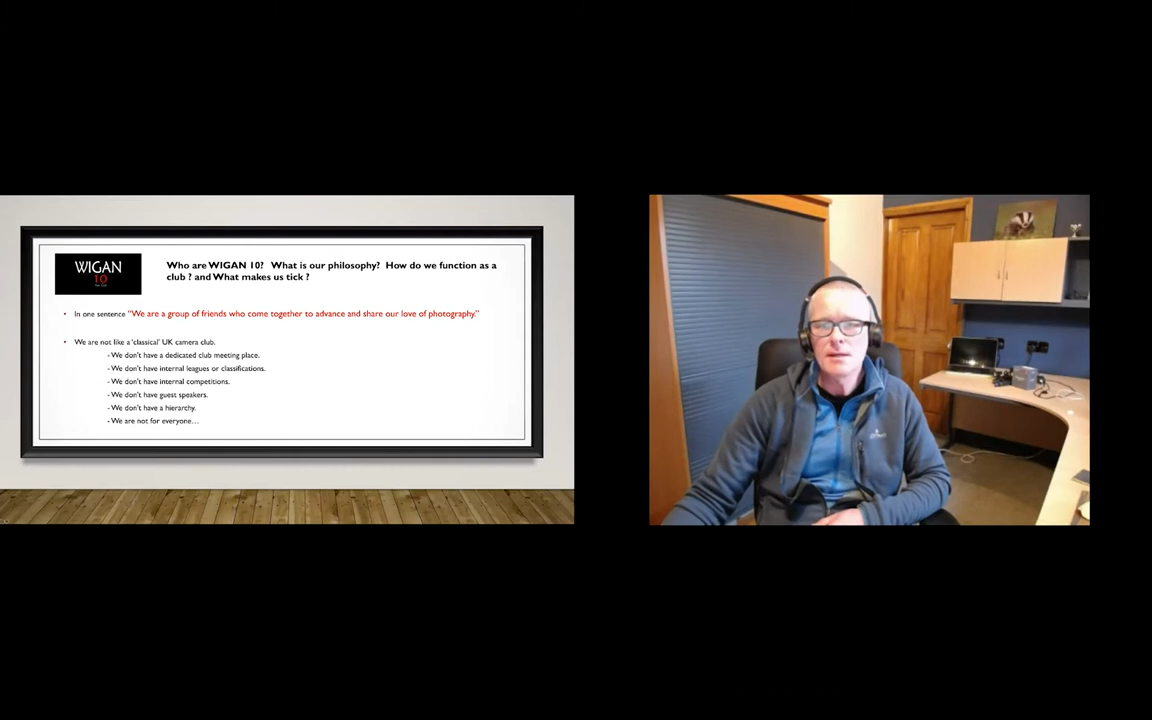 WIGAN
10
Who are WIGAN 10? What is our philosophy? How do we function as a
club ? and What makes us tick ?
• In one sentence "We are a group of friends who come together to advance and share our love of photography."
• We are not like a 'classical' UK camera club.
- We don't have a dedicated club meeting place.
- We don't have internal leagues or classifications.
- We don't have internal competitions.
- We don't have guest speakers.
- We don't have a hierarchy.
- We are not for everyone…